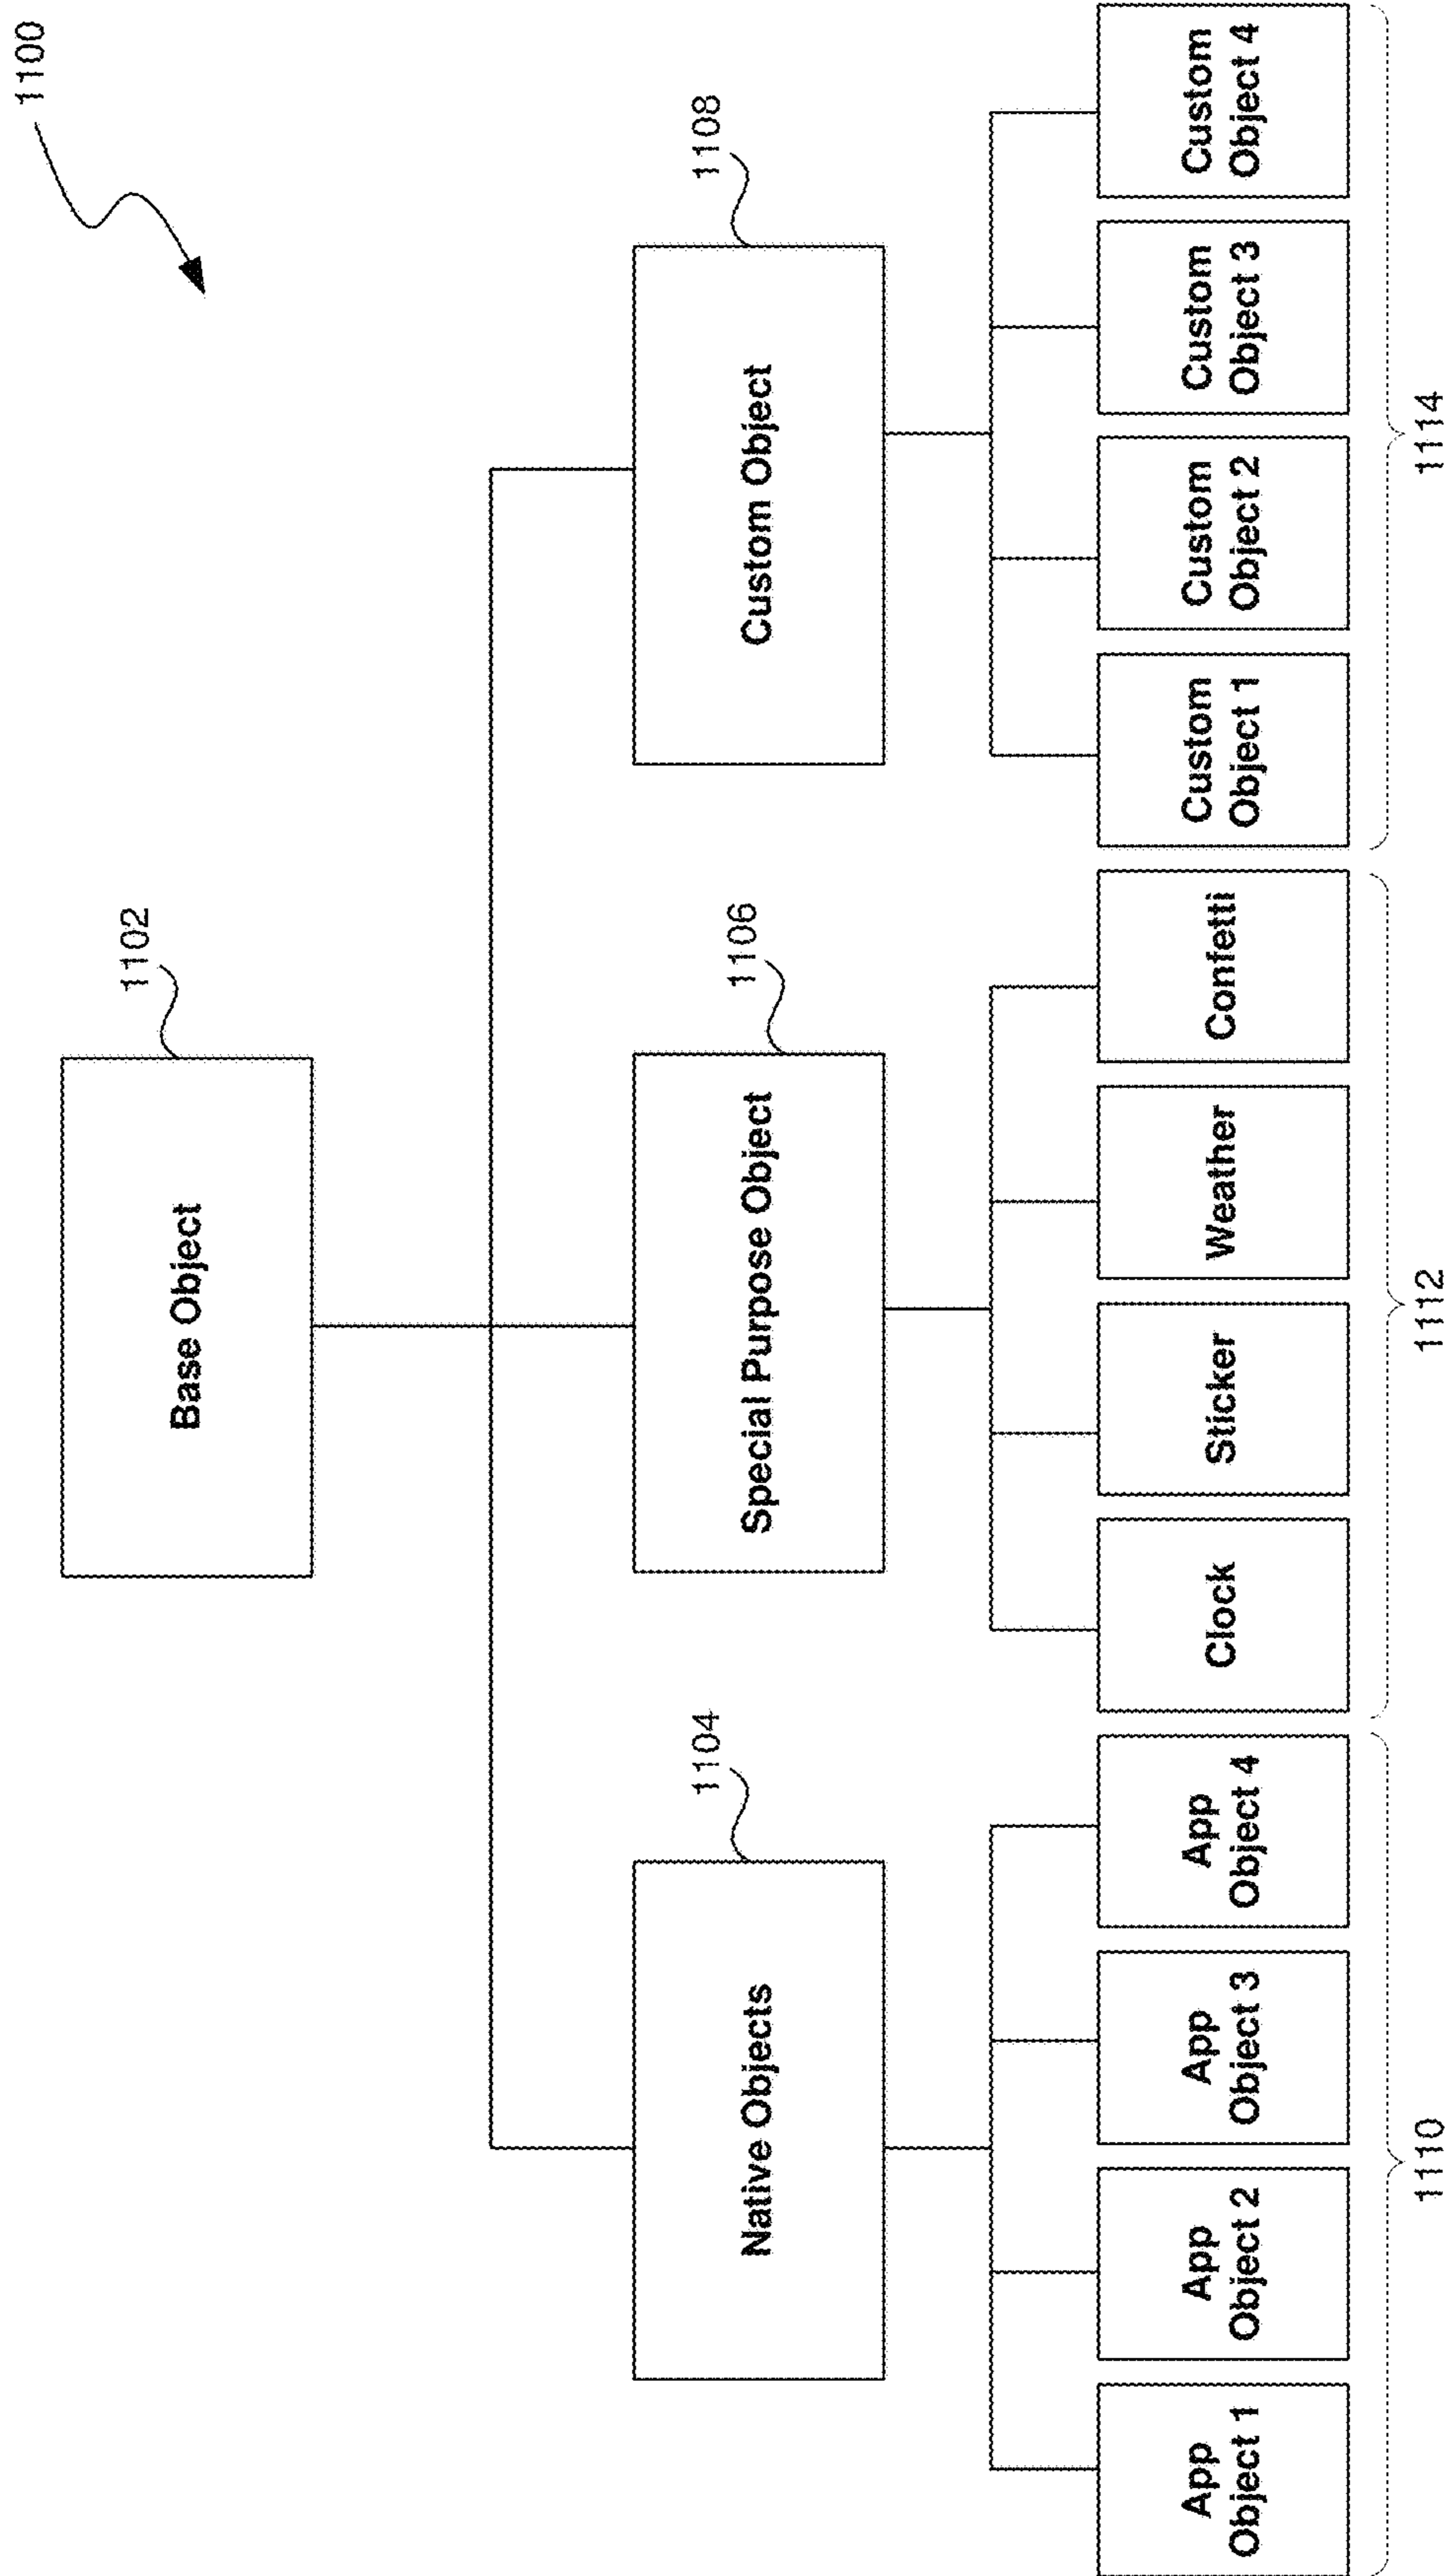 1100
1102
Base Object
1104
1106
1108
Native Objects
Special Purpose Object
Custom Object
App
Object 1
App
Object 2
App
Object 3
App
Object 4
Clock
Sticker
Weather
Confetti
Custom
Object 1
Custom
Object 2
Custom
Object 3
Custom
Object 4
1110
1112
1114